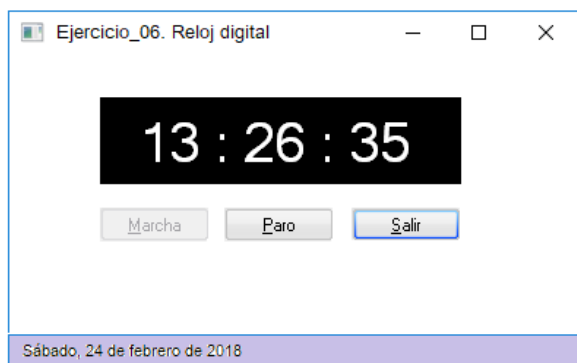 Ejercicio_06. Reloj digital
13 : 26 : 35
Marcha Paro Salir
Sábado, 24 de febrero de 2018